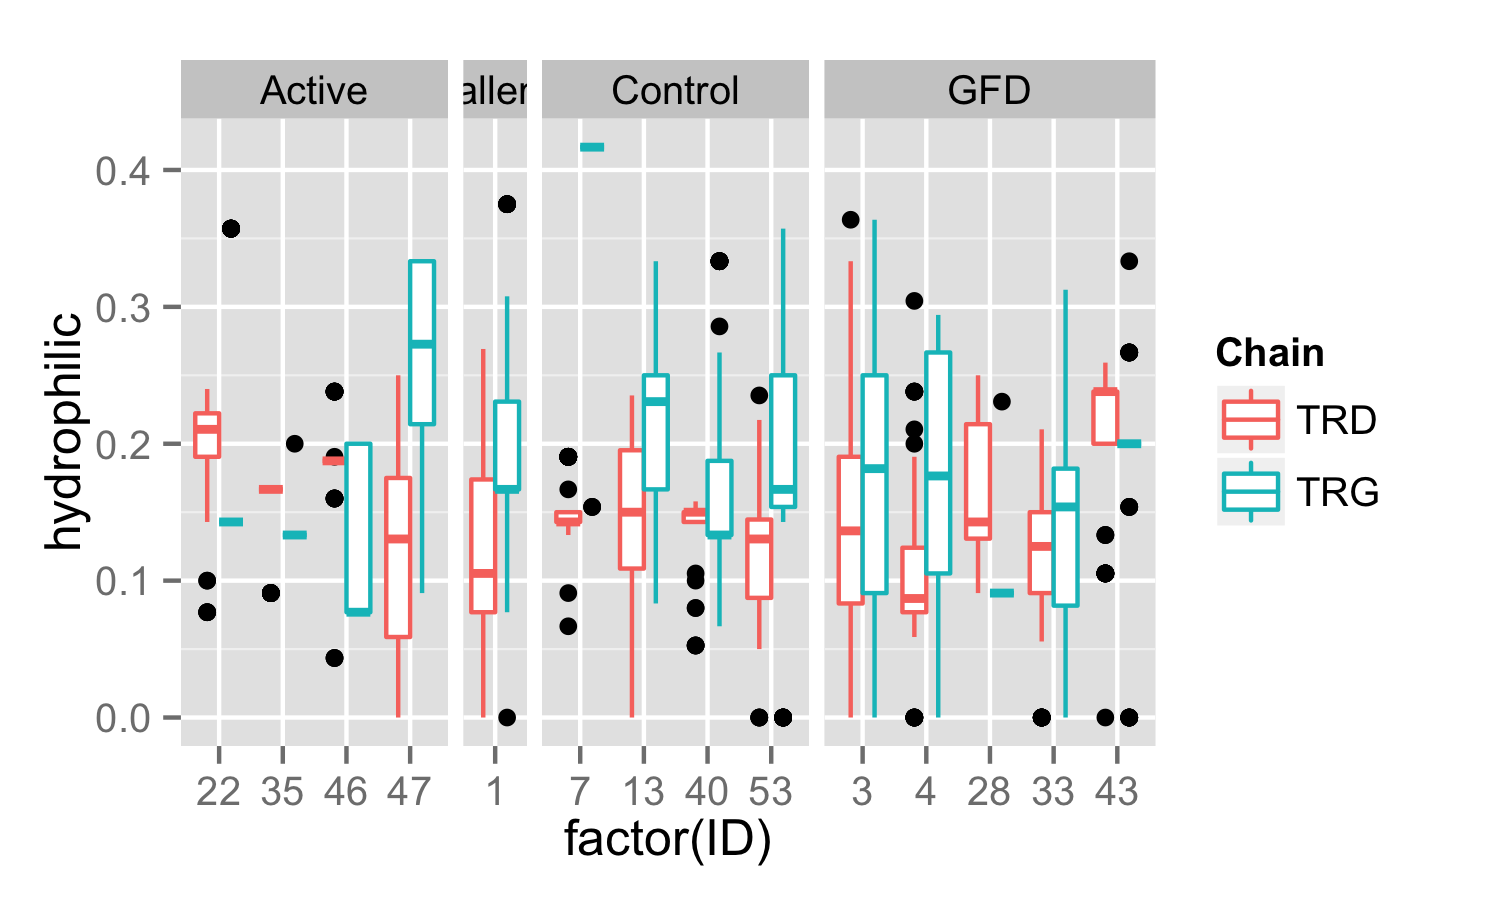 Active aller Control GFD
hydrophilic
0.4
0.3
0.2
0.1
0.0
22 35 46 47 1 7 13 40 53 3 4 28 33 43
factor(ID)
Chain
TRD
TRG